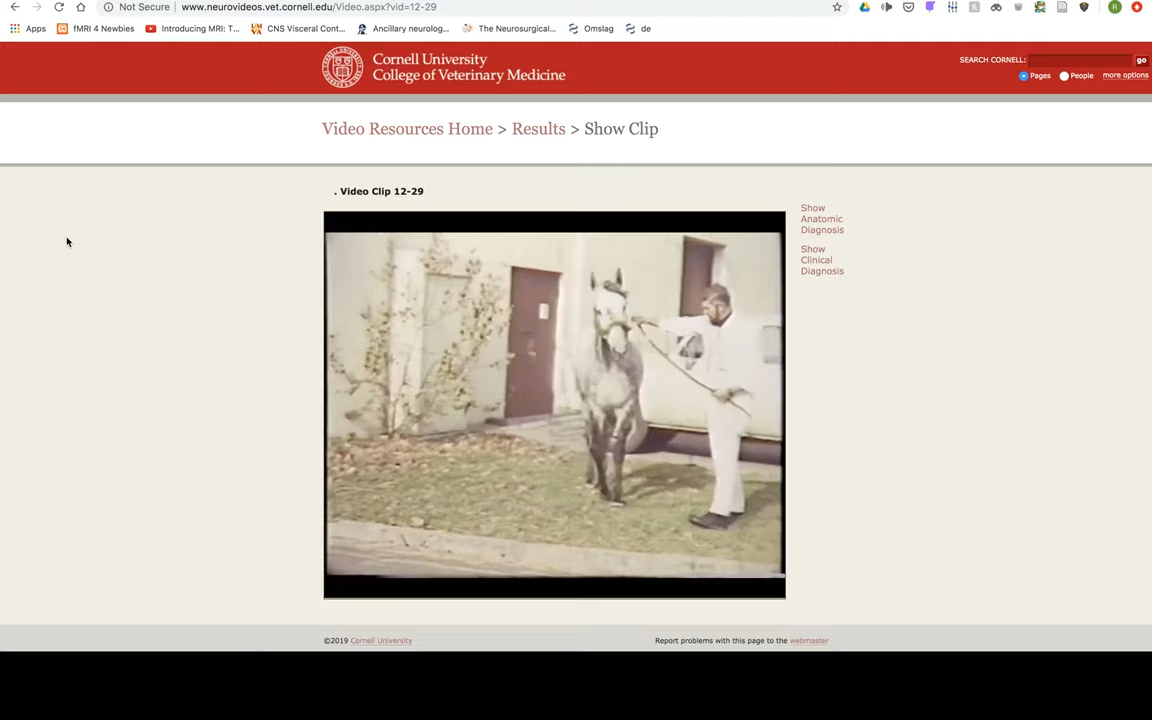 Not Secure www.neurovideos.vet.cornell.edu/Video.aspx?vid=12-29
Apps fMRI 4 Newbies Introducing MRI: T... CNS Visceral Cont... Ancillary neurolog... The Neurosurgical... Omslag de
Cornell University
College of Veterinary Medicine
SEARCH CORNELL: go
Pages People more options
Video Resources Home > Results > Show Clip
. Video Clip 12-29
Show
Anatomic
Diagnosis
Show
Clinical
Diagnosis
©2019 Cornell University
Report problems with this page to the webmaster